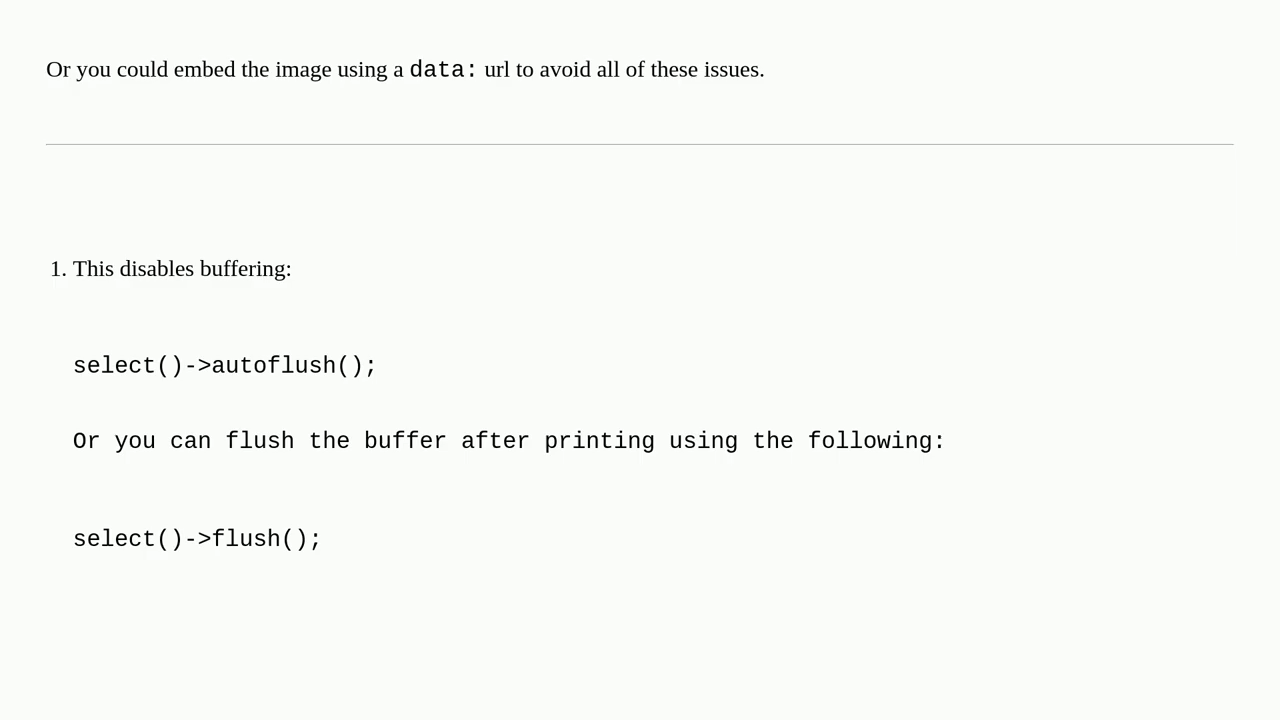 Or you could embed the image using a data: url to avoid all of these issues.
1. This disables buffering:
select()->autoflush();
Or you can flush the buffer after printing using the following:
select()->flush();